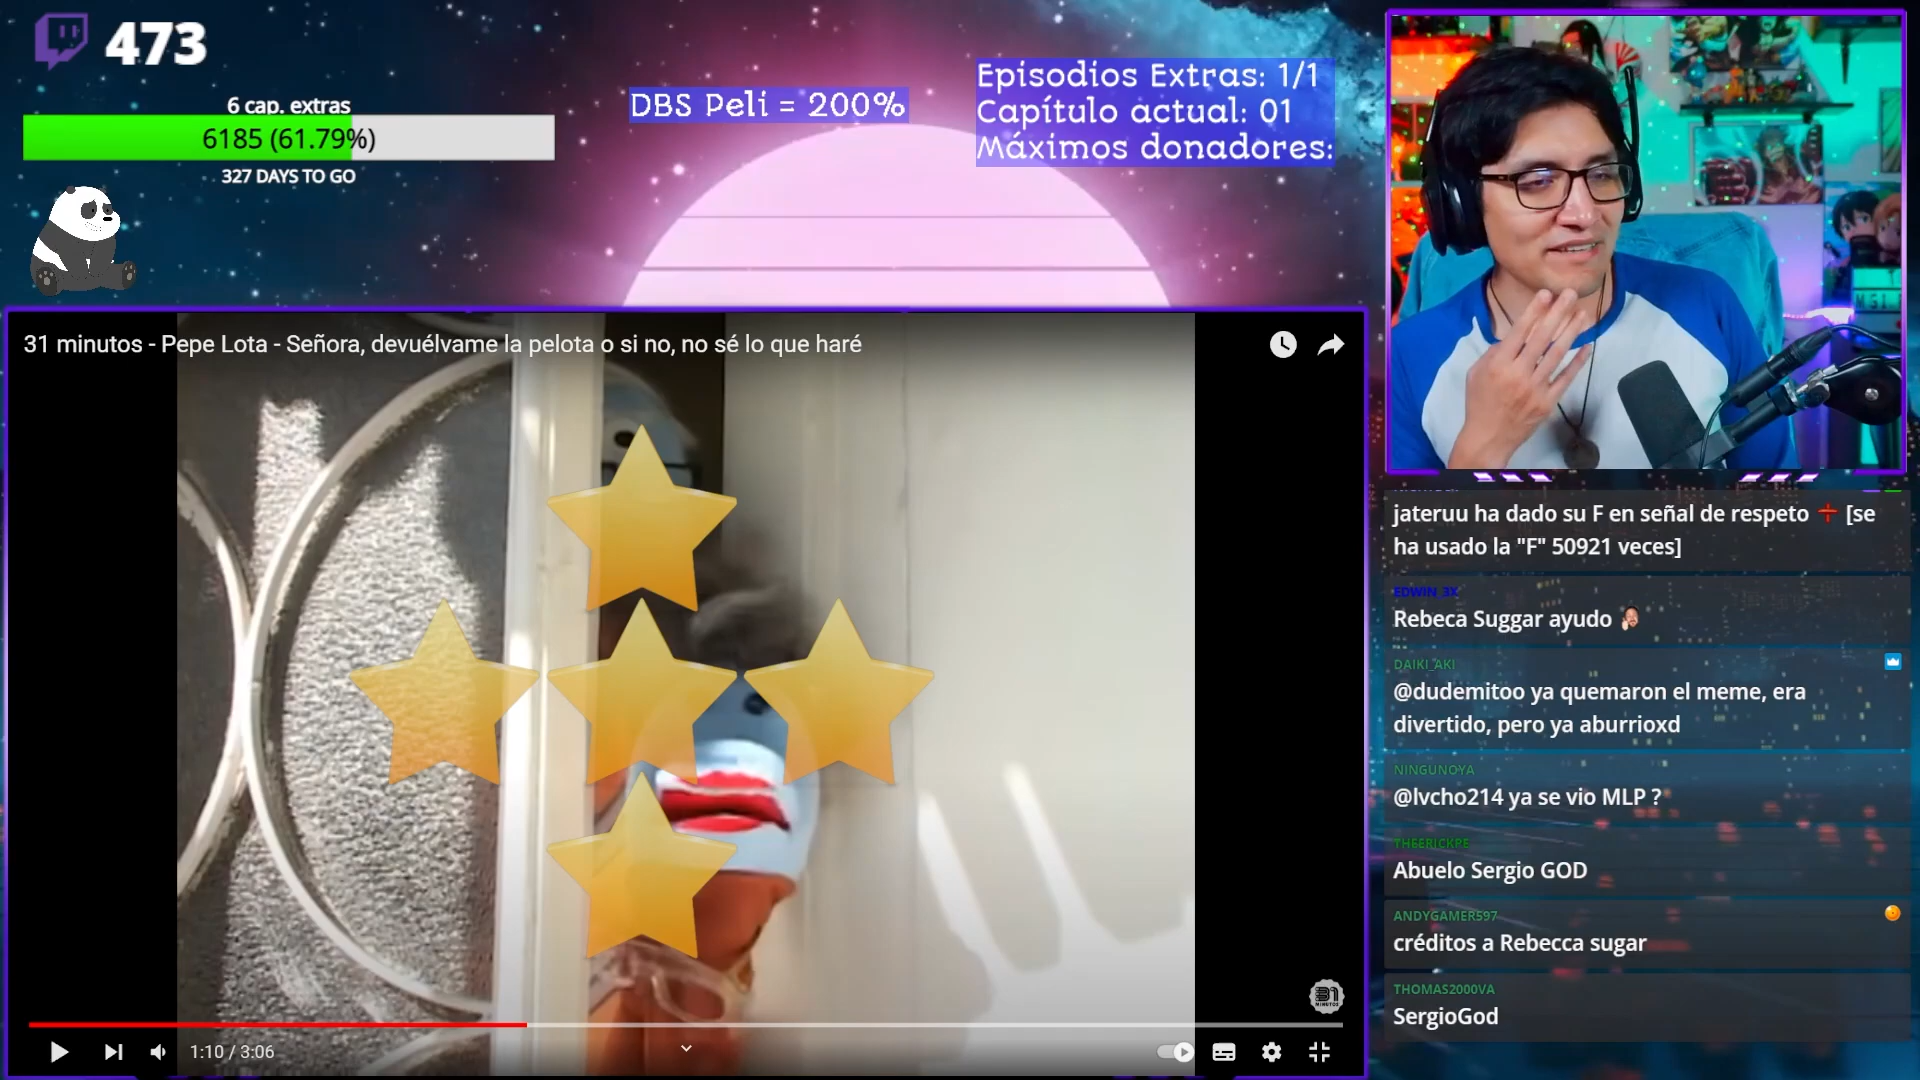 473
6 cap. extras
6185 (61.79%)
327 DAYS TO GO
DBS Peli = 200%
Episodios Extras: 1/1
Capítulo actual: 01
Máximos donadores:
31 minutos - Pepe Lota - Señora, devuélvame la pelota o si no, no sé lo que haré
31
MINUTOS
1:10 / 3:06
jateruu ha dado su F en señal de respeto [se
ha usado la "F" 50921 veces]
EDWIN_3X
Rebeca Suggar ayudo
DAIKI_AKI
@dudemitoo ya quemaron el meme, era
divertido, pero ya aburrioxd
NINGUNOYA
@lvcho214 ya se vio MLP ?
THEERICKPE
Abuelo Sergio GOD
ANDYGAMER597
créditos a Rebecca sugar
THOMAS2000VA
SergioGod